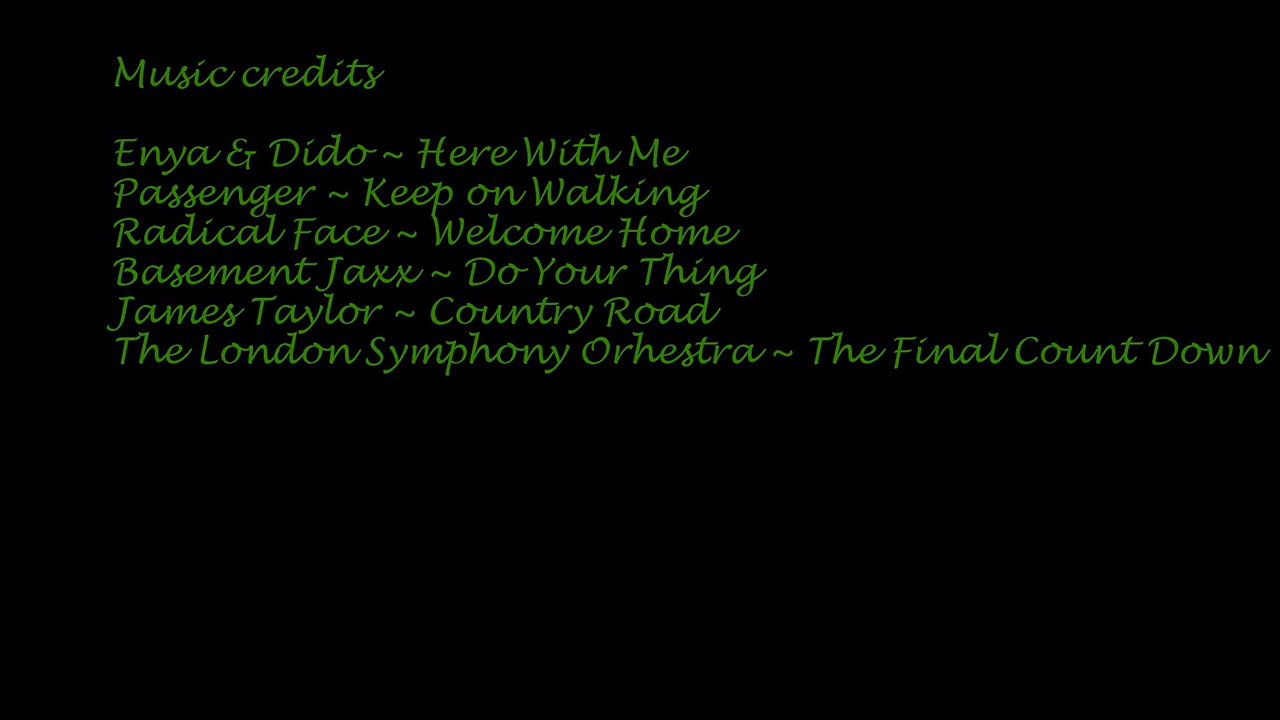 Music credits
Enya & Dido ~ Here With Me
Passenger ~ Keep on Walking
Radical Face ~ Welcome Home
Basement Jaxx ~ Do Your Thing
James Taylor ~ Country Road
The London Symphony Orhestra ~ The Final Count Down